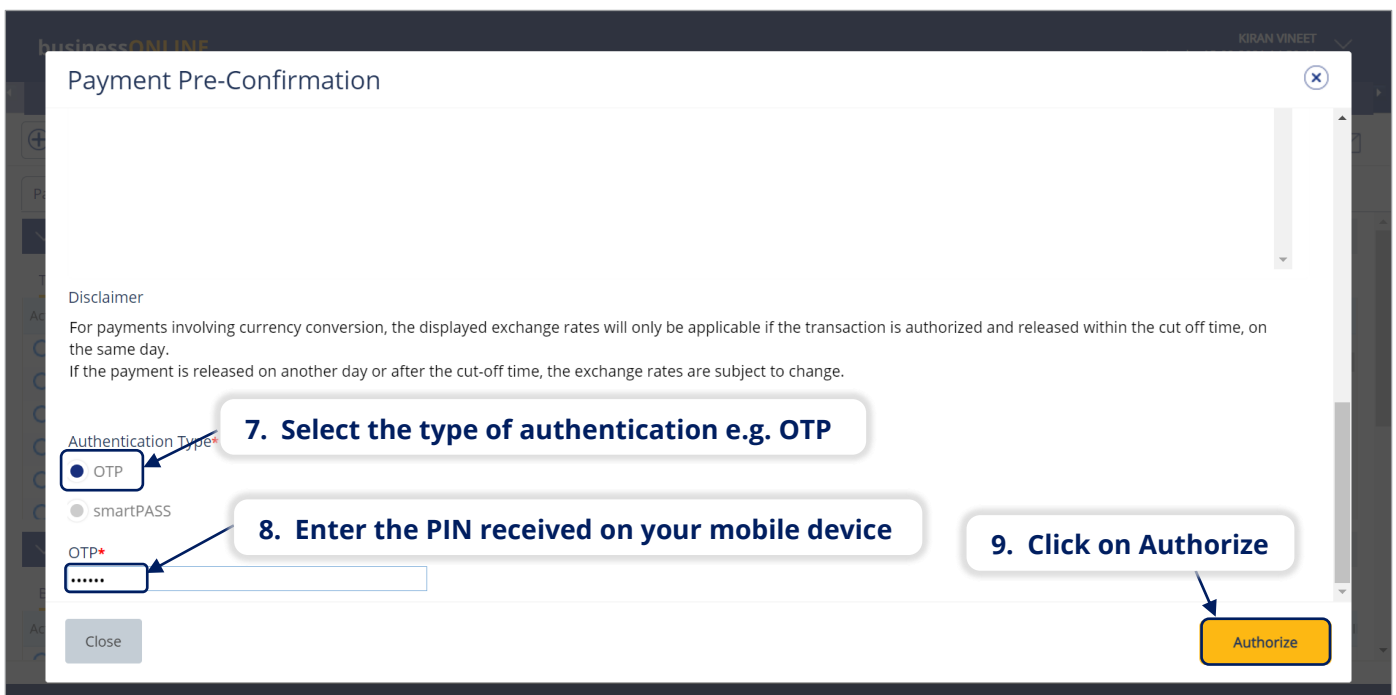 businessONLINE
KIRAN VINEET
Payment Pre-Confirmation
Disclaimer
For payments involving currency conversion, the displayed exchange rates will only be applicable if the transaction is authorized and released within the cut off time, on
the same day.
If the payment is released on another day or after the cut-off time, the exchange rates are subject to change.
7. Select the type of authentication e.g. OTP
Authentication Type*
OTP
smartPASS
8. Enter the PIN received on your mobile device
9. Click on Authorize
OTP*
••••••
Close
Authorize